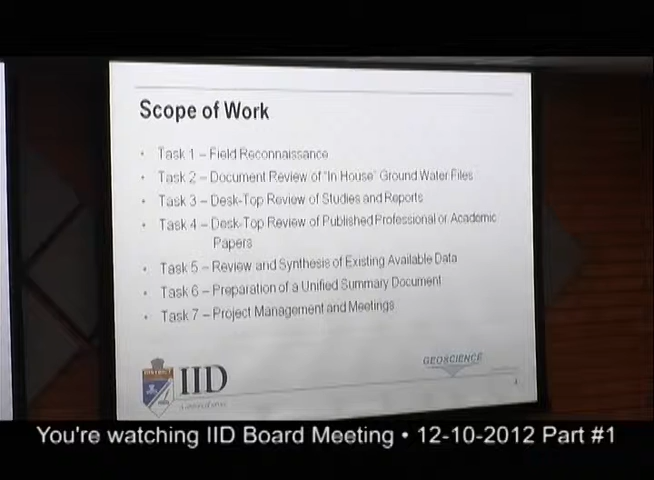 Scope of Work
• Task 1 – Field Reconnaissance
• Task 2 – Document Review of "In House" Ground Water Files
• Task 3 – Desk-Top Review of Studies and Reports
• Task 4 – Desk-Top Review of Published Professional or Academic
Papers
• Task 5 – Review and Synthesis of Existing Available Data
• Task 6 – Preparation of a Unified Summary Document
• Task 7 – Project Management and Meetings
IID
GEOSCIENCE
You're watching IID Board Meeting • 12-10-2012 Part #1